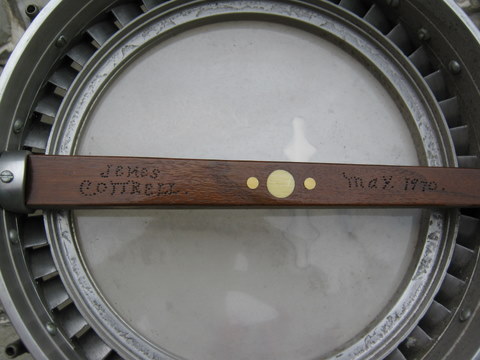 JaMES
COTTRELL.
May. 1970.